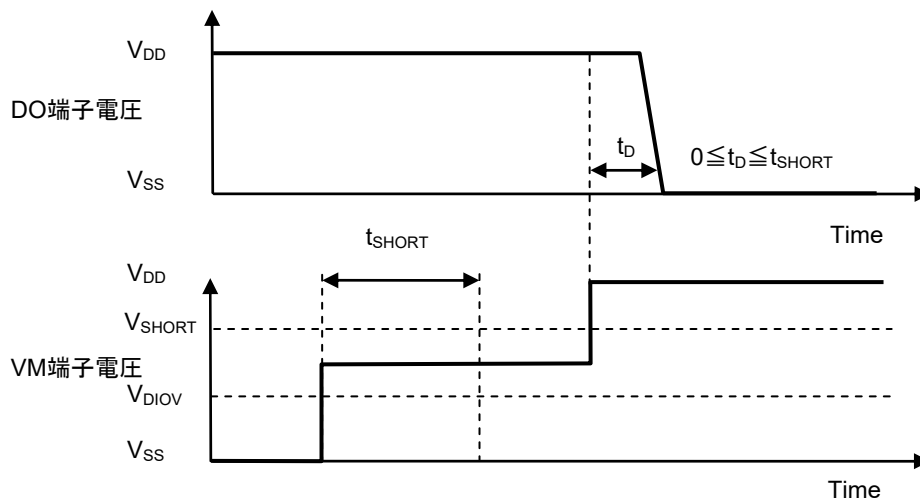 VDD
DO端子電圧
tD
0≦tD≦tSHORT
VSS
Time
tSHORT
VDD
VSHORT
VM端子電圧
VDIOV
VSS
Time